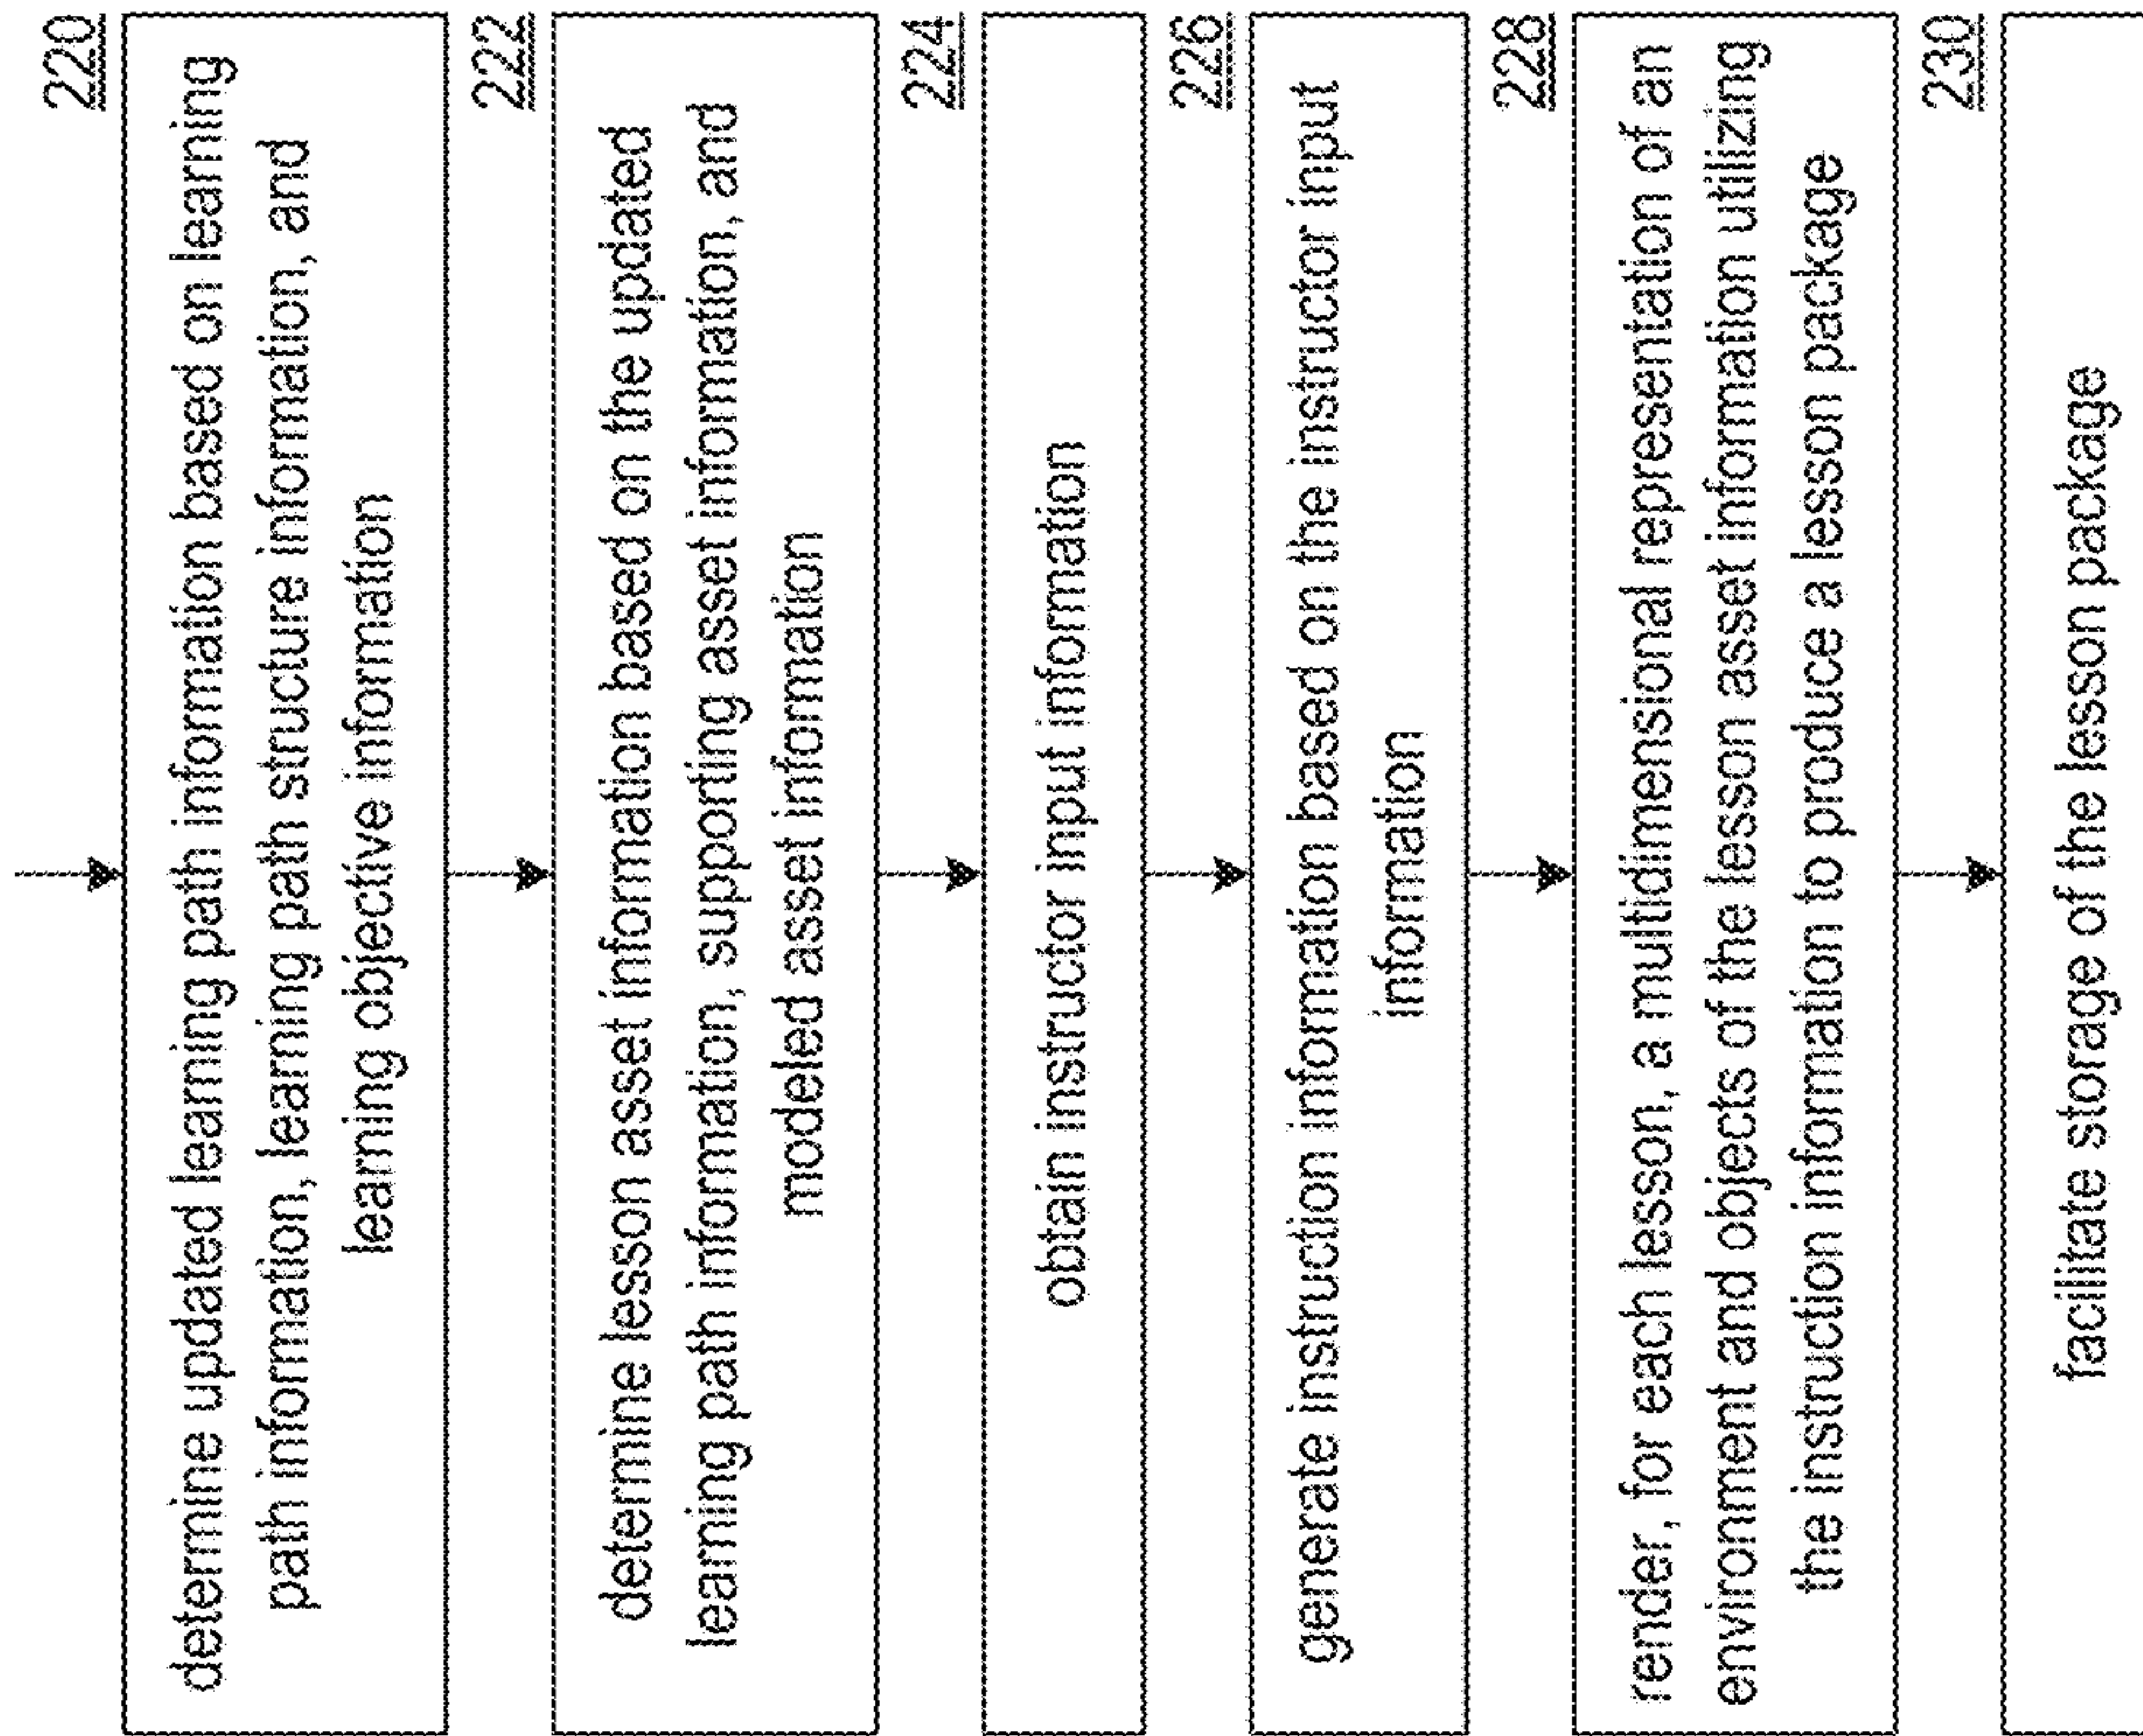 220
determine updated learning path information based on learning
path information, learning path structure information, and
learning objective information
222
determine lesson asset information based on the updated
learning path information, supporting asset information, and
modeled asset information
224
obtain instructor input information
226
generate instruction information based on the instructor input
information
228
render, for each lesson, a multidimensional representation of an
environment and objects of the lesson asset information utilizing
the instruction information to produce a lesson package
230
facilitate storage of the lesson package